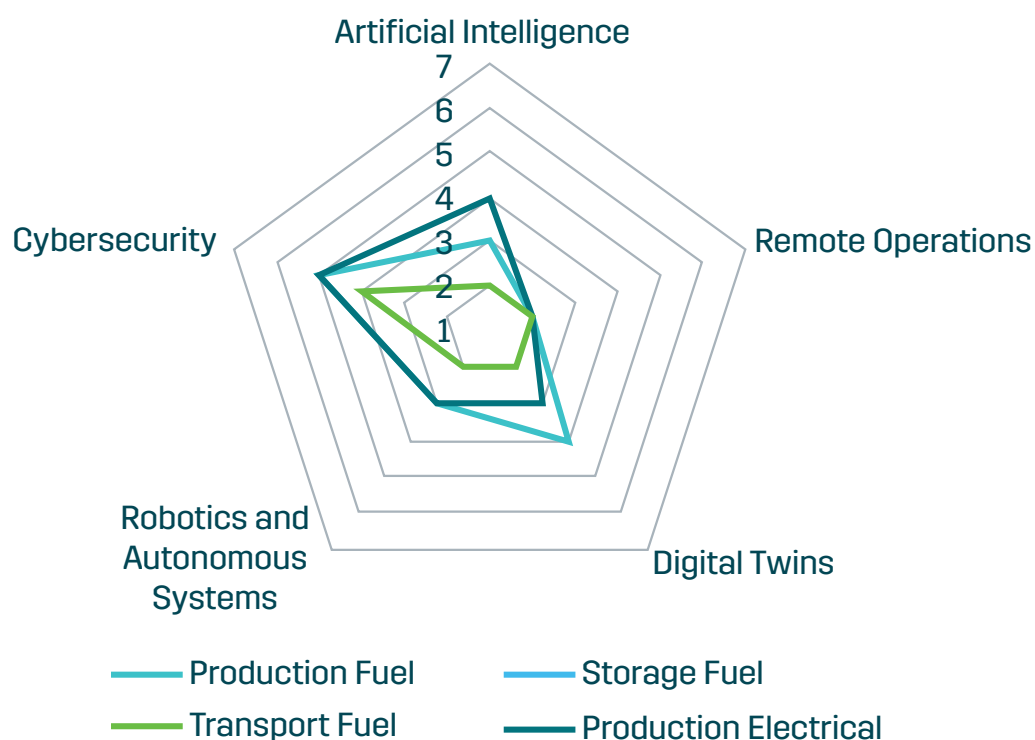 Artificial Intelligence
7
6
5
4
3
2
1
Cybersecurity
Remote Operations
Robotics and
Autonomous
Systems
Digital Twins
Production Fuel
Storage Fuel
Transport Fuel
Production Electrical